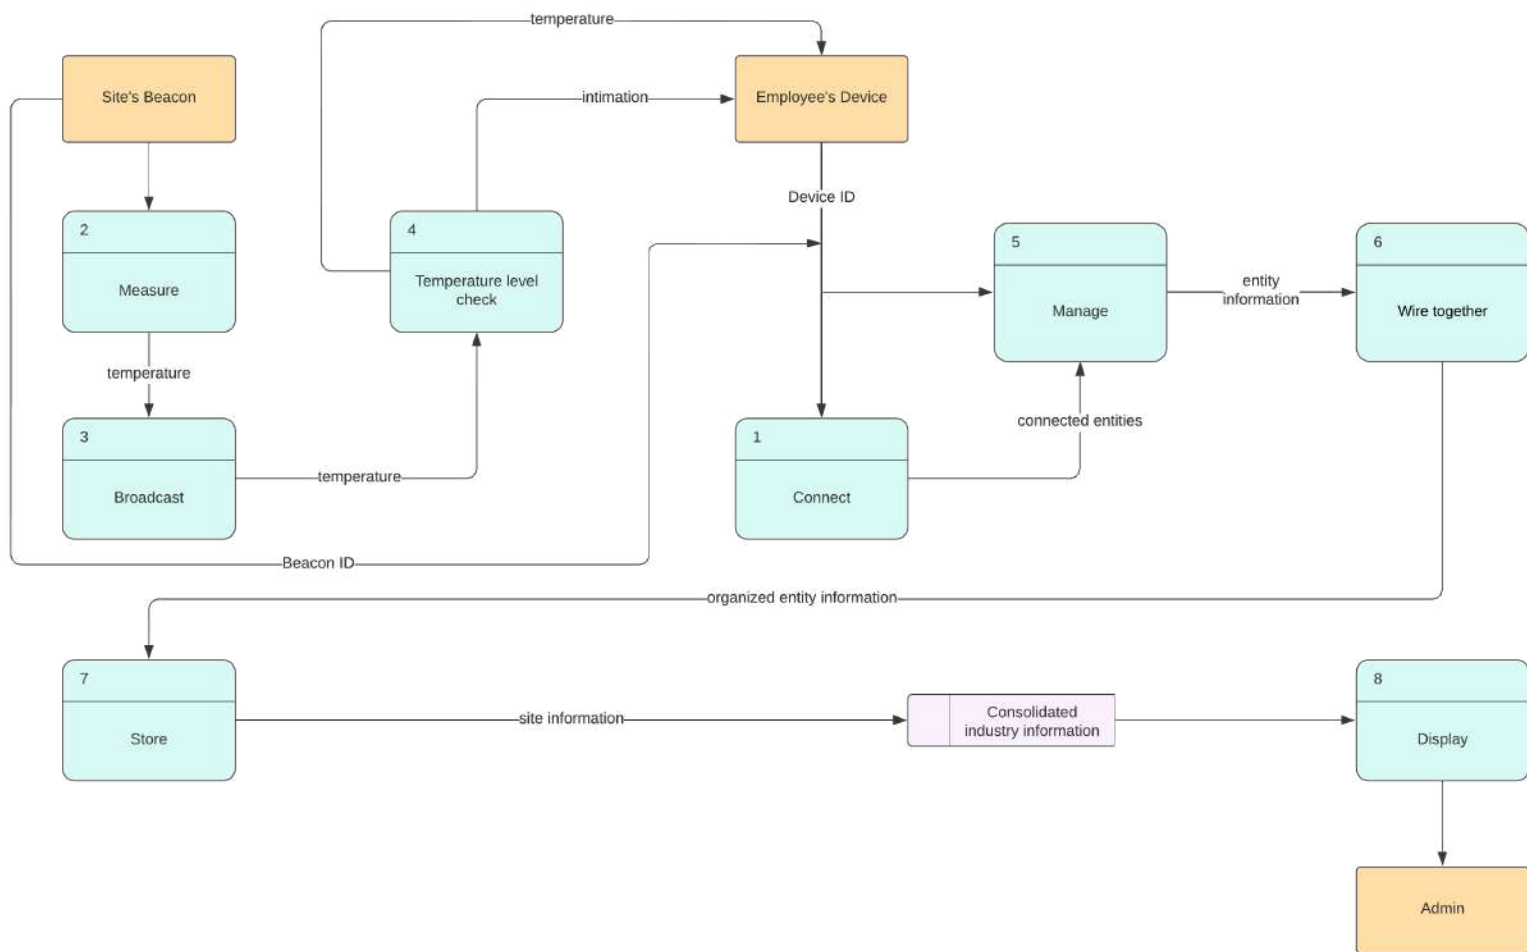 temperature
Site's Beacon
intimation
Employee's Device
Device ID
2
Measure
4
Temperature level
check
5
Manage
entity
information
6
Wire together
temperature
3
Broadcast
temperature
1
Connect
connected entities
Beacon ID
organized entity information
7
Store
site information
Consolidated
industry information
8
Display
Admin